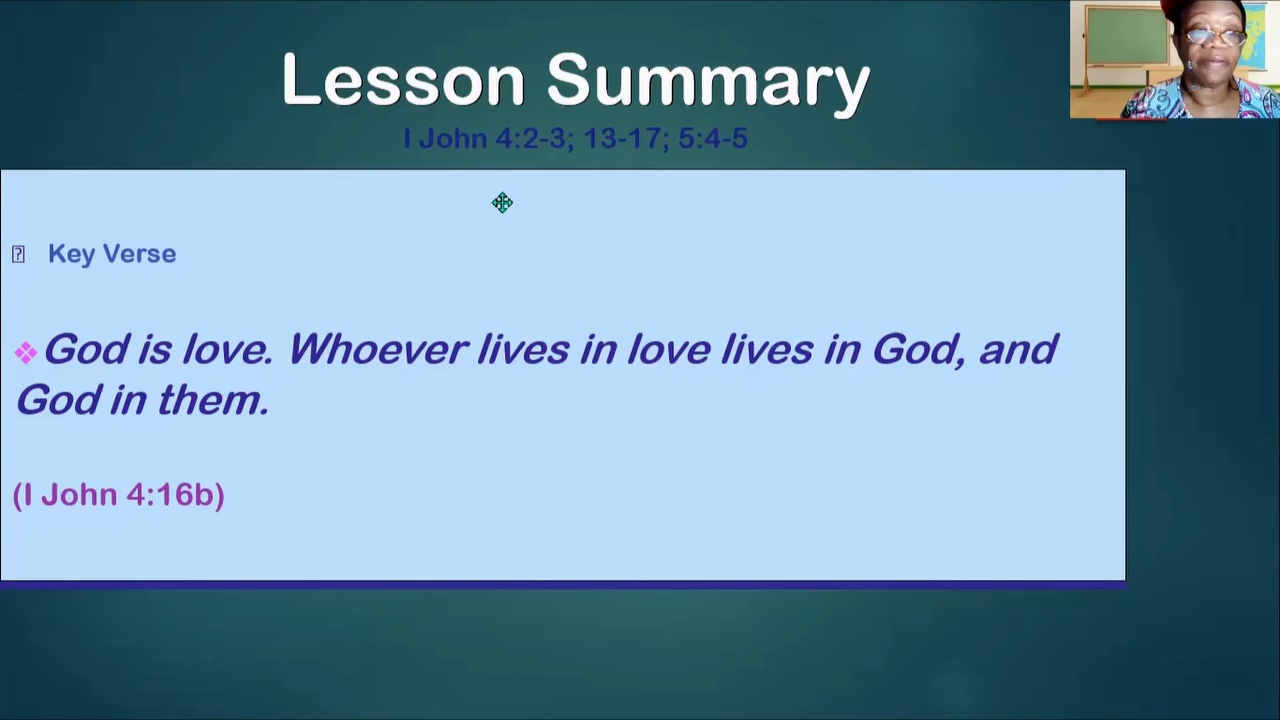 Lesson Summary
I John 4:2-3; 13-17; 5:4-5
Key Verse
God is love. Whoever lives in love lives in God, and
God in them.
(I John 4:16b)